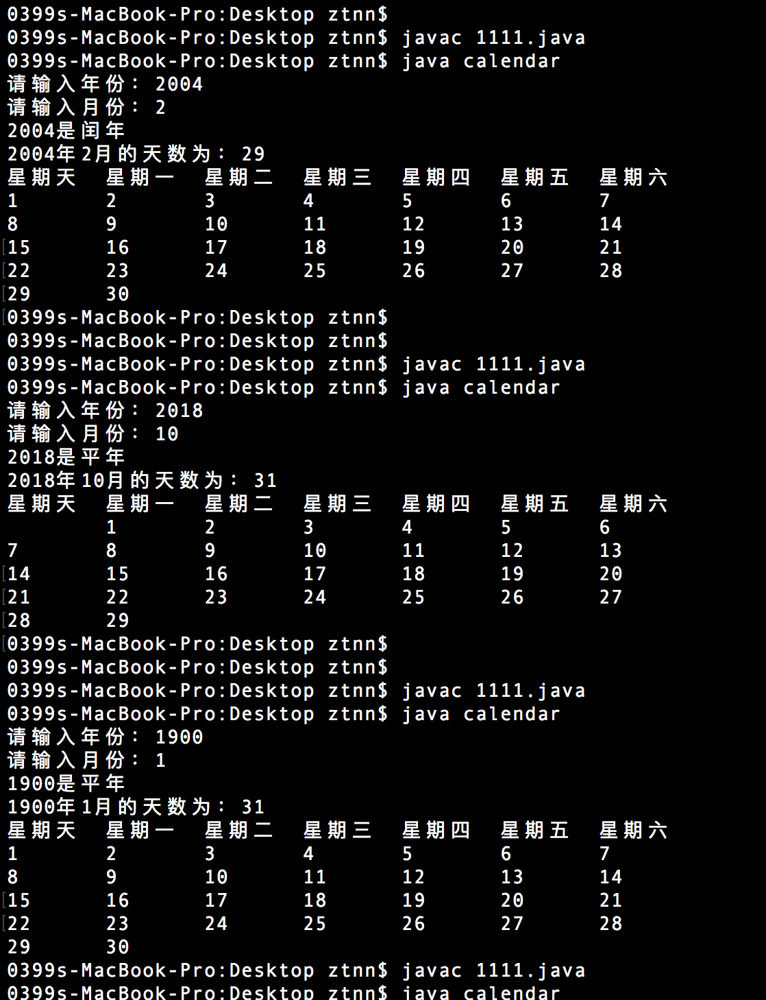 0399s-MacBook-Pro:Desktop ztnn$
0399s-MacBook-Pro:Desktop ztnn$ javac 1111.java
0399s-MacBook-Pro:Desktop ztnn$ java calendar
请输入年份：2004
请输入月份：2
2004是闰年
2004年2月的天数为：29
星期天 星期一 星期二 星期三 星期四 星期五 星期六
1 2 3 4 5 6 7
8 9 10 11 12 13 14
15 16 17 18 19 20 21
22 23 24 25 26 27 28
29 30
0399s-MacBook-Pro:Desktop ztnn$
0399s-MacBook-Pro:Desktop ztnn$
0399s-MacBook-Pro:Desktop ztnn$ javac 1111.java
0399s-MacBook-Pro:Desktop ztnn$ java calendar
请输入年份：2018
请输入月份：10
2018是平年
2018年10月的天数为：31
星期天 星期一 星期二 星期三 星期四 星期五 星期六
1 2 3 4 5 6
7 8 9 10 11 12 13
14 15 16 17 18 19 20
21 22 23 24 25 26 27
28 29
0399s-MacBook-Pro:Desktop ztnn$
0399s-MacBook-Pro:Desktop ztnn$
0399s-MacBook-Pro:Desktop ztnn$ javac 1111.java
0399s-MacBook-Pro:Desktop ztnn$ java calendar
请输入年份：1900
请输入月份：1
1900是平年
1900年1月的天数为：31
星期天 星期一 星期二 星期三 星期四 星期五 星期六
1 2 3 4 5 6 7
8 9 10 11 12 13 14
15 16 17 18 19 20 21
22 23 24 25 26 27 28
29 30
0399s-MacBook-Pro:Desktop ztnn$ javac 1111.java
0399s-MacBook-Pro:Desktop ztnn$ java calendar